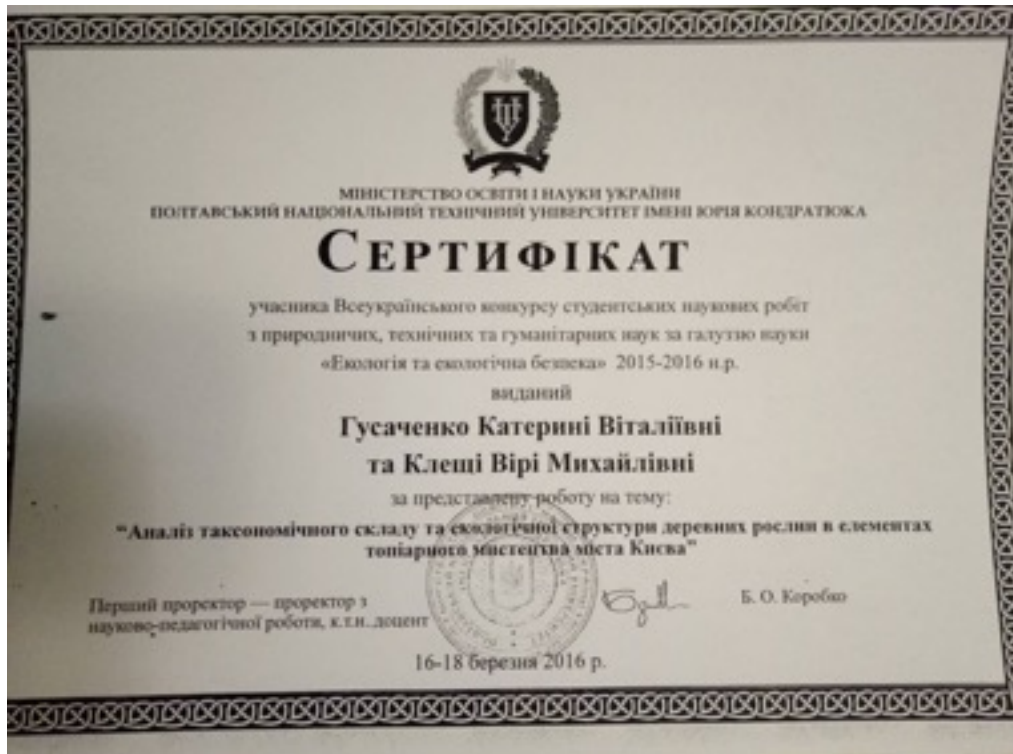 МІНІСТЕРСТВО ОСВІТИ І НАУКИ УКРАЇНИ
ПОЛТАВСЬКИЙ НАЦІОНАЛЬНИЙ ТЕХНІЧНИЙ УНІВЕРСИТЕТ ІМЕНІ ЮРІЯ КОНДРАТЮКА
СЕРТИФІКАТ
учасника Всеукраїнського конкурсу студентських наукових робіт
з природничих, технічних та гуманітарних наук за галуззю науки
«Екологія та екологічна безпека» 2015-2016 н.р.
виданий
Гусаченко Катерині Віталіївні
та Клещі Вірі Михайлівні
за представлену роботу на тему:
“Аналіз таксономічного складу та екологічної структури деревних рослин в елементах
топіарного мистецтва міста Києва”
Перший проректор — проректор з
науково-педагогічної роботи, к.т.н. доцент
Б. О. Коробко
16-18 березня 2016 р.